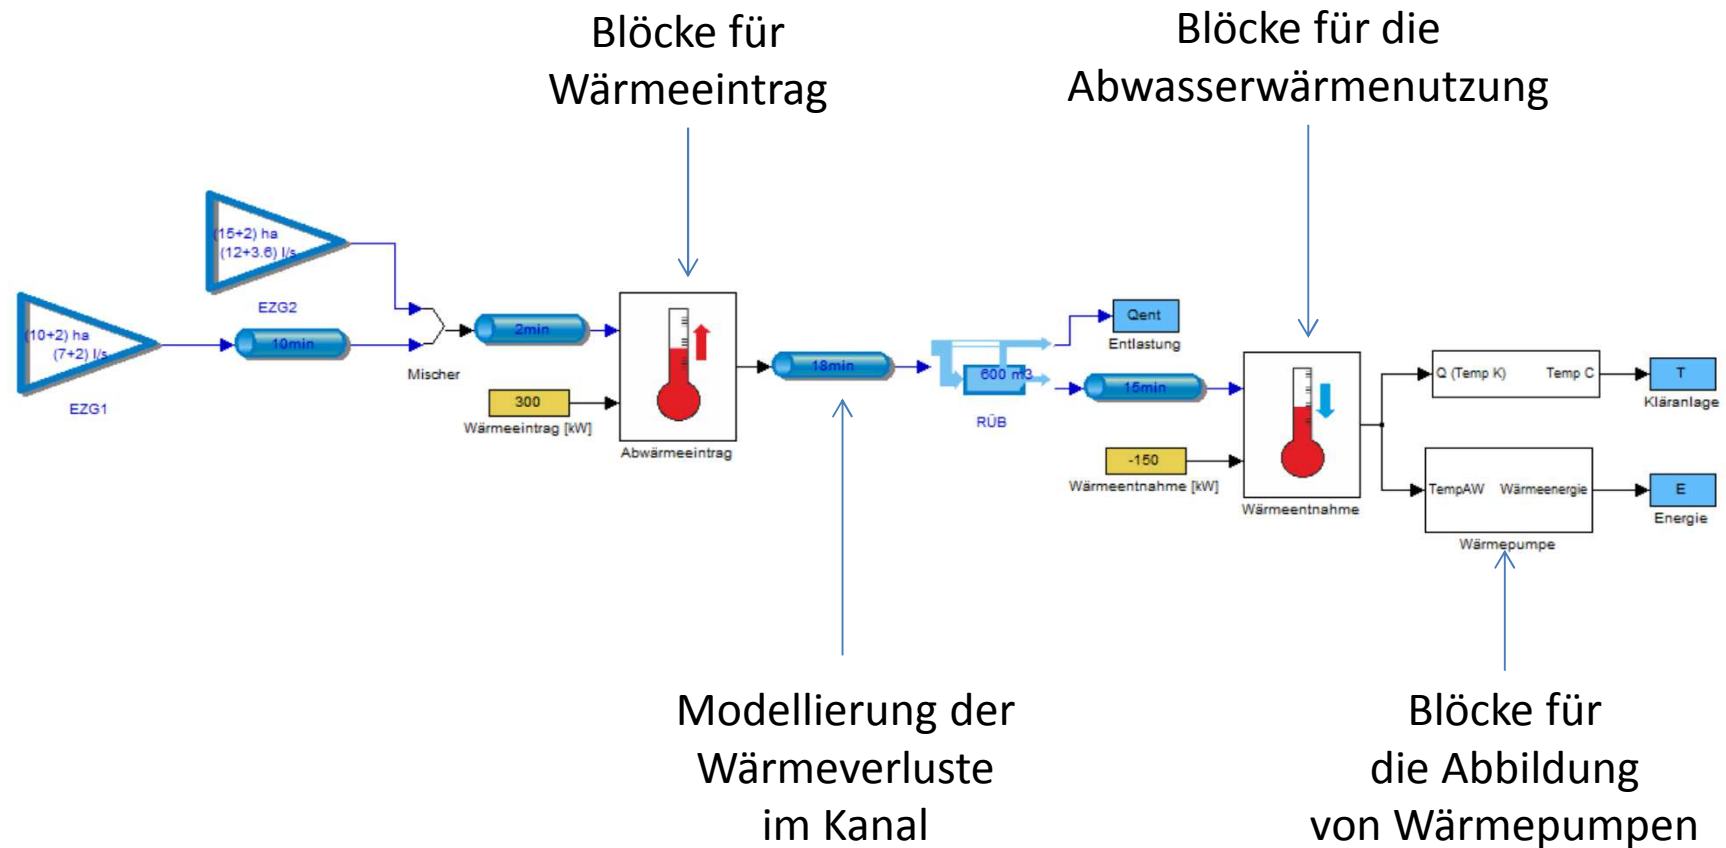 Blöcke für
Wärmeeintrag
Blöcke für die
Abwasserwärmenutzung
(15+2) ha
(12+3.6) l/s
EZG2
(10+2) ha
(7+2) l/s
EZG1
10min
Mischer
2min
300
Wärmeeintrag [kW]
Abwärmeeintrag
18min
600 m3
RÜB
Qent
Entlastung
15min
-150
Wärmeentnahme [kW]
Wärmeentnahme
Q (Temp K) Temp C
T
Kläranlage
TempAW Wärmeenergie
Wärmepumpe
E
Energie
Modellierung der
Wärmeverluste
im Kanal
Blöcke für
die Abbildung
von Wärmepumpen